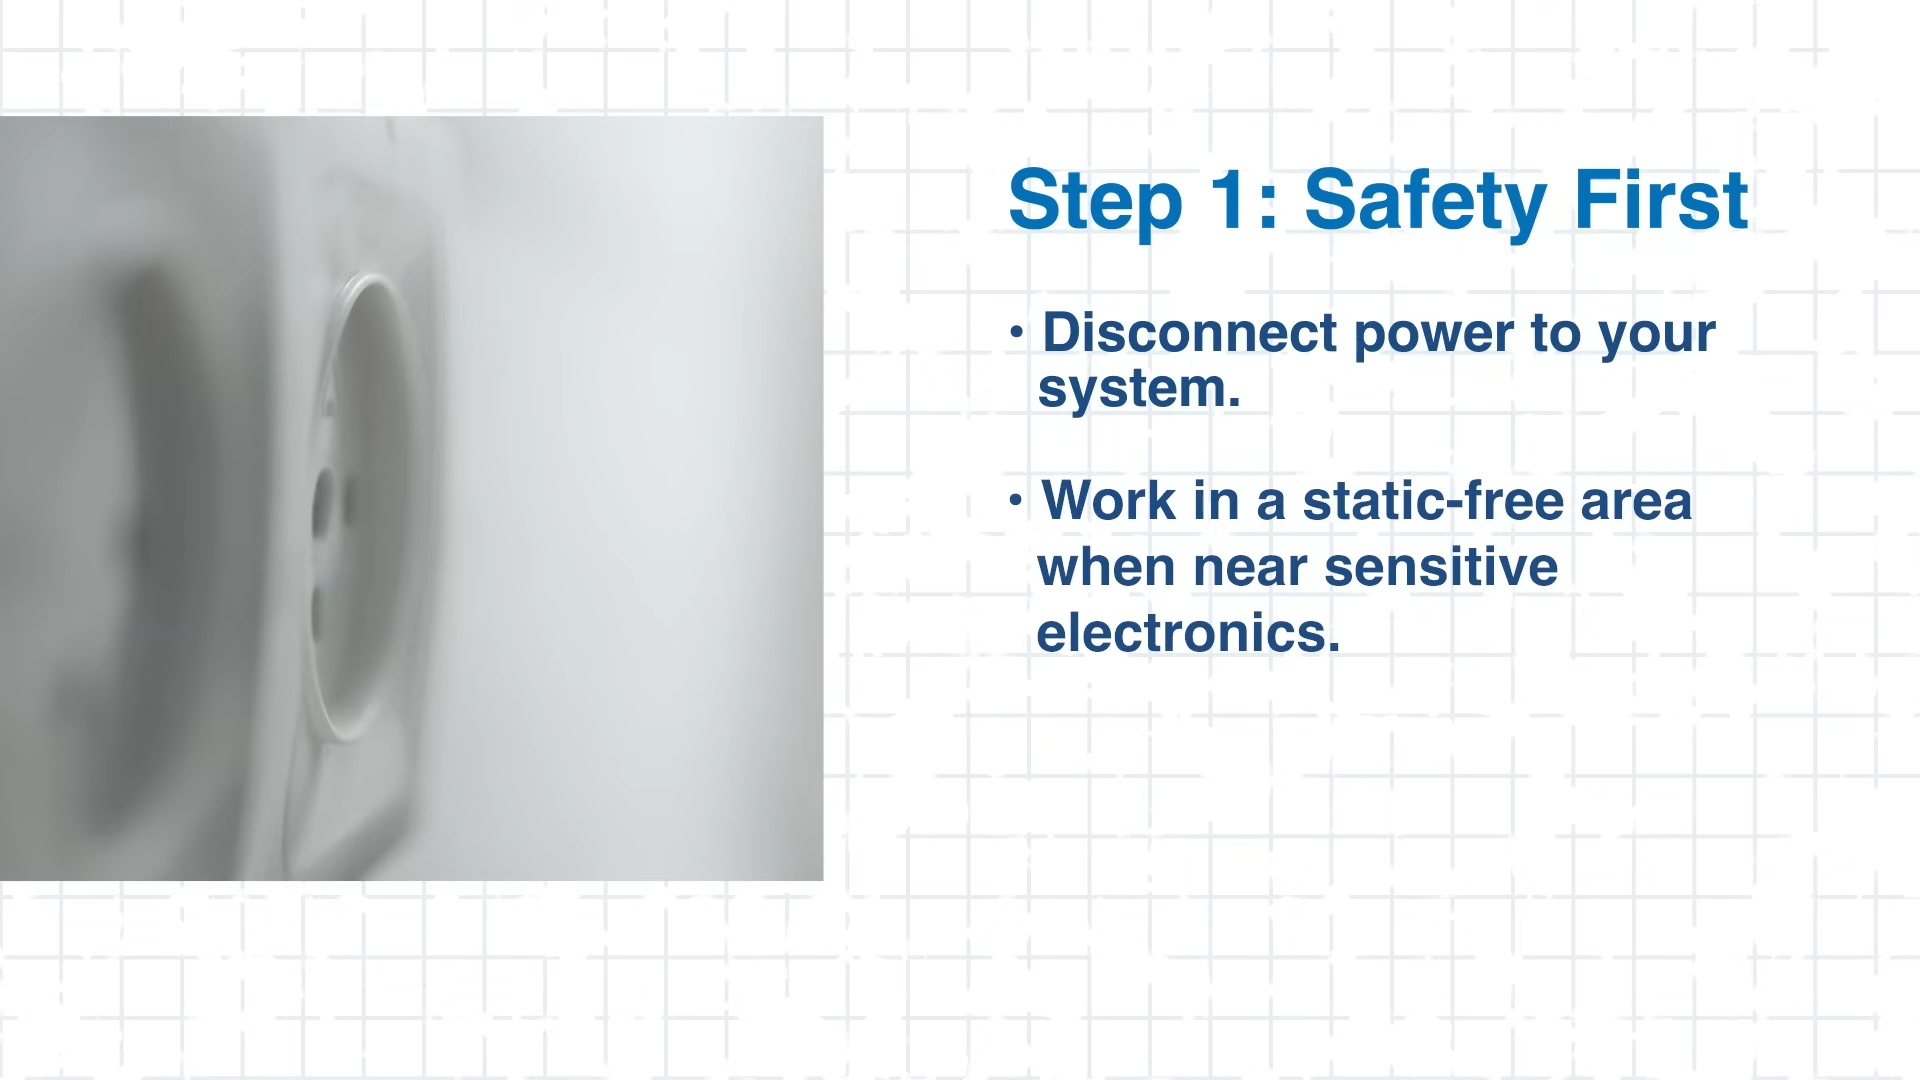 Step 1: Safety First
• Disconnect power to your
system.
• Work in a static-free area
when near sensitive
electronics.